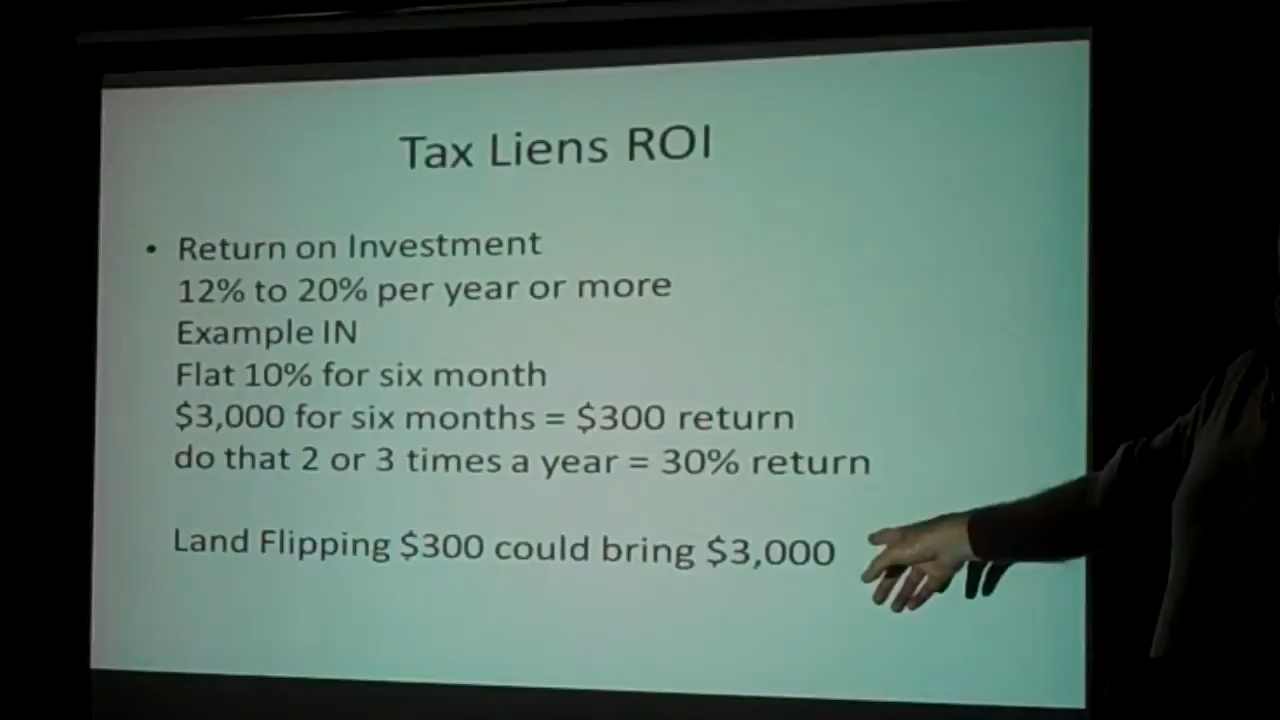 Tax Liens ROI
• Return on Investment
12% to 20% per year or more
Example IN
Flat 10% for six month
$3,000 for six months = $300 return
do that 2 or 3 times a year = 30% return
Land Flipping $300 could bring $3,000